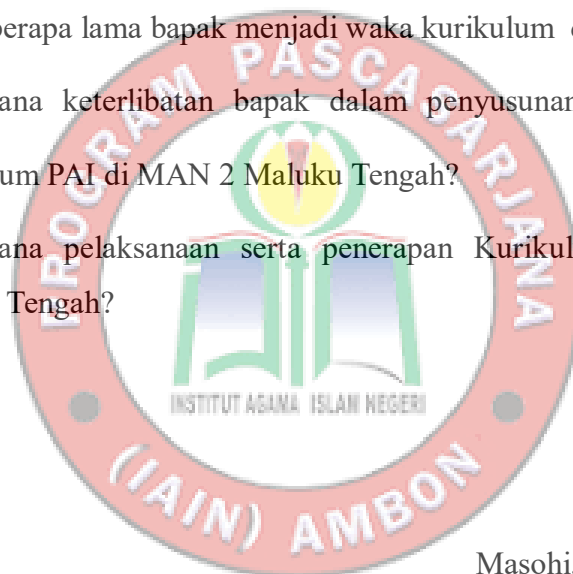 berapa lama bapak menjadi waka kurikulum
ana keterlibatan bapak dalam penyusunan
um PAI di MAN 2 Maluku Tengah?
ana pelaksanaan serta penerapan Kurikul
Tengah?
PROGRAM PASCASARJANA
INSTITUT AGAMA ISLAM NEGERI
(IAIN) AMBON
Masohi,